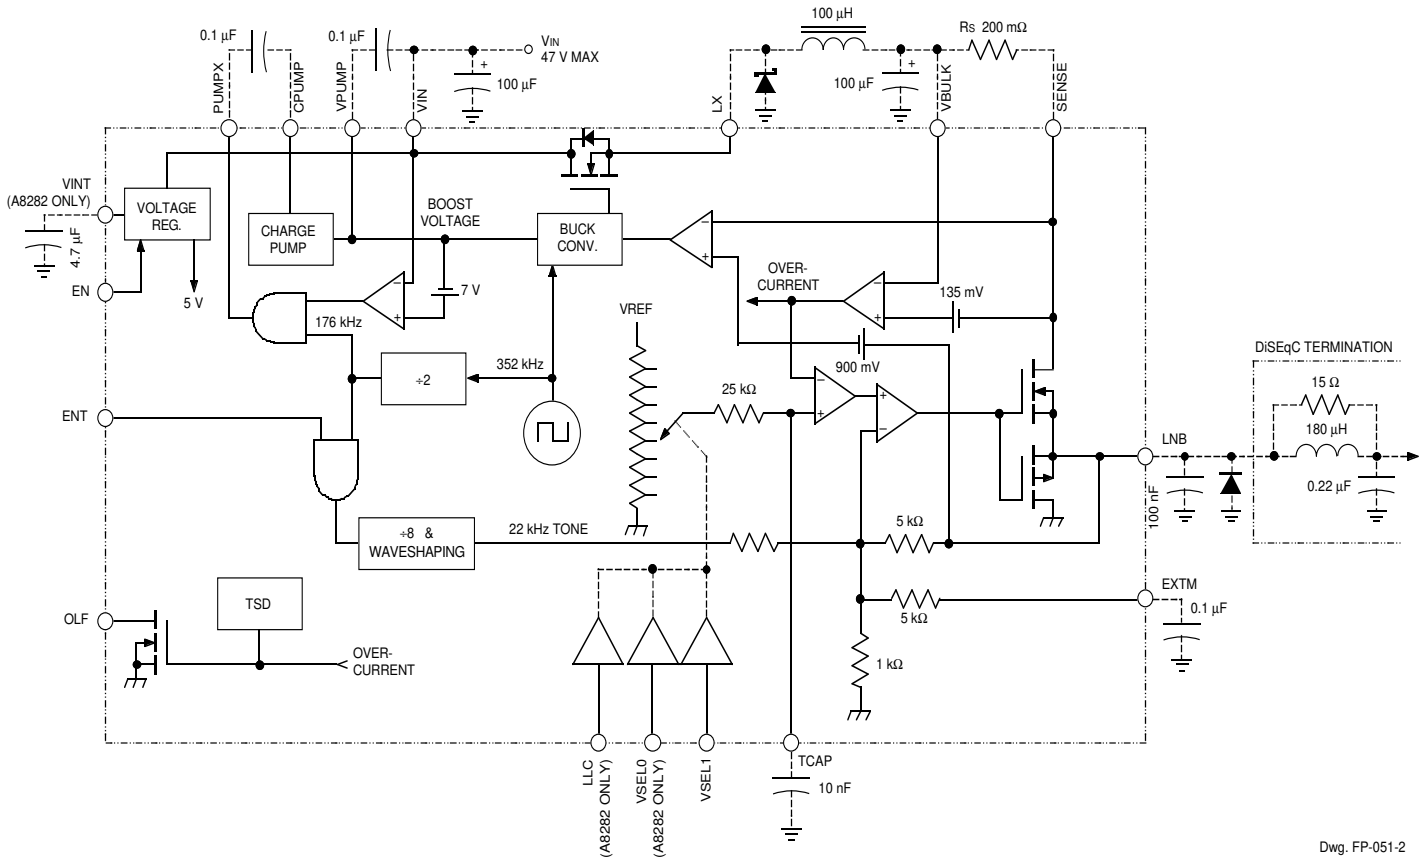 100 µH
Rs 200 mΩ
0.1 µF
0.1 µF
VIN
47 V MAX
100 µF
100 µF
PUMPX
CPUMP
VPUMP
VIN
LX
VBULK
SENSE
VINT
(A8282 ONLY)
VOLTAGE
REG.
4.7 µF
EN
5 V
CHARGE
PUMP
BOOST
VOLTAGE
BUCK
CONV.
7 V
176 kHz
OVER-
CURRENT
135 mV
VREF
900 mV
÷2
352 kHz
25 kΩ
DiSEqC TERMINATION
15 Ω
180 µH
0.22 µF
LNB
100 nF
ENT
÷8 &
WAVESHAPING
22 kHz TONE
5 kΩ
5 kΩ
1 kΩ
EXTM
0.1 µF
OLF
TSD
OVER-
CURRENT
LLC
(A8282 ONLY)
VSEL0
(A8282 ONLY)
VSEL1
TCAP
10 nF
Dwg. FP-051-2
+
+
−
+
−
+
−
+
−
+
+
−